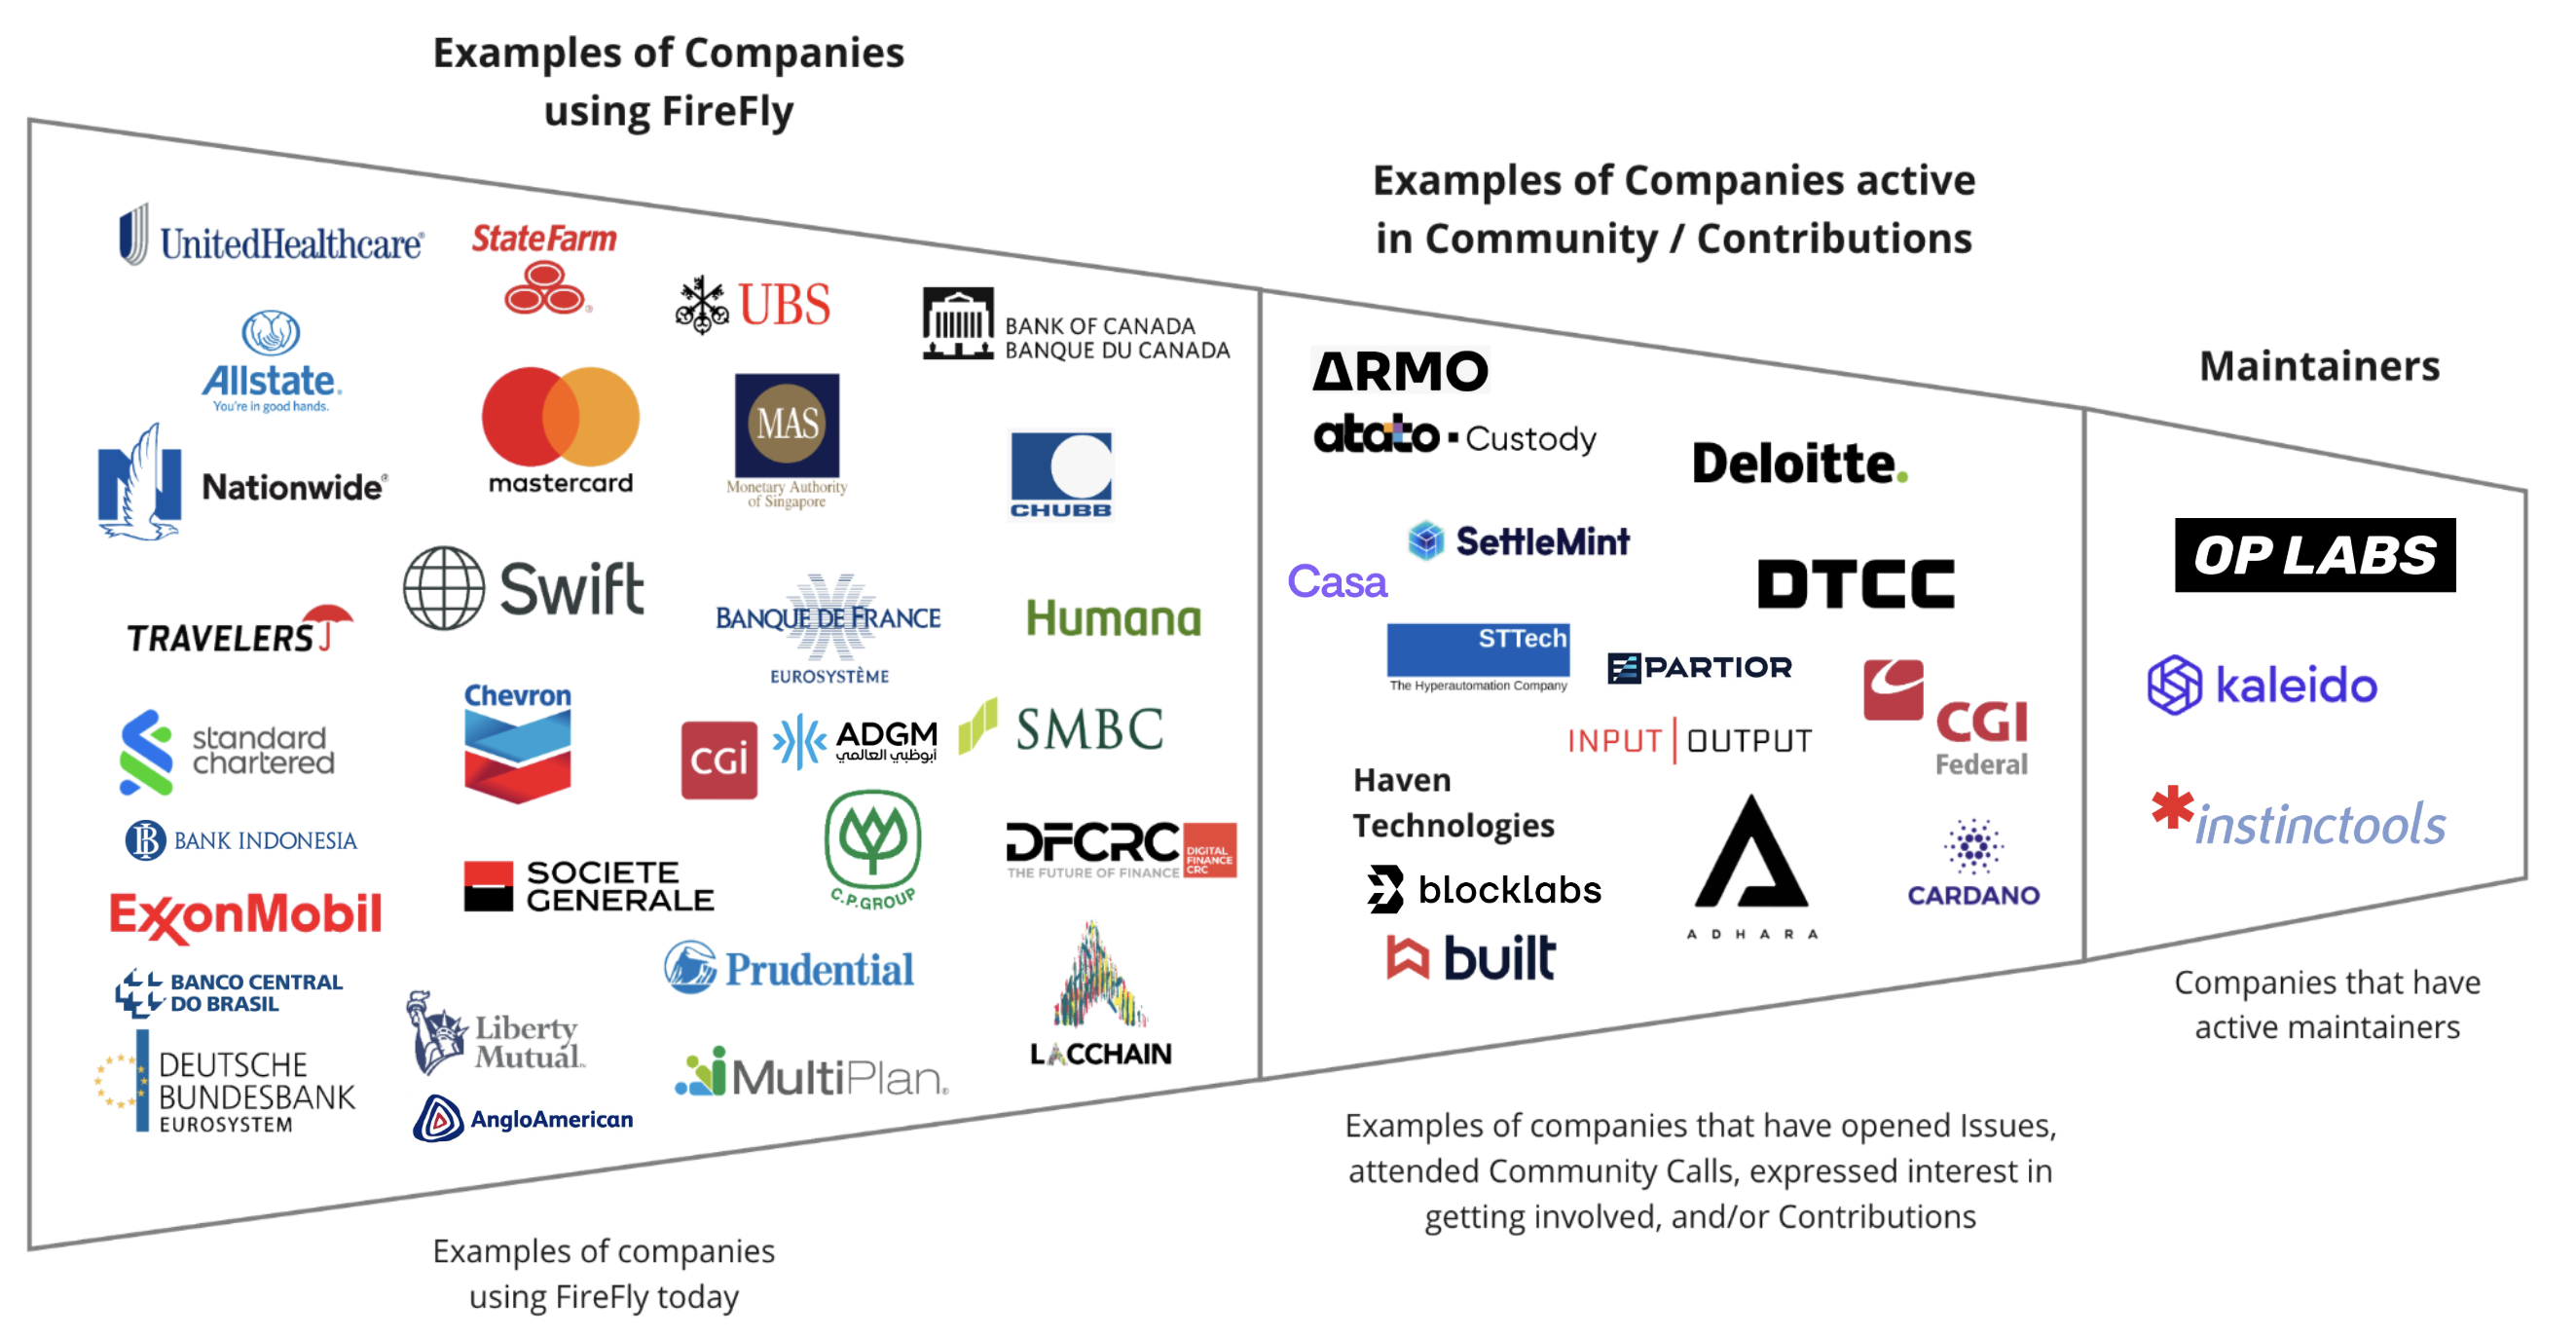 Examples of Companies
using FireFly
UnitedHealthcare®
StateFarm
®
UBS
BANK OF CANADA
BANQUE DU CANADA
Allstate®
You're in good hands.
mastercard
MAS
Monetary Authority
of Singapore
CHUBB
N
Nationwide®
Swift
BANQUE DE FRANCE
EUROSYSTÈME
Humana
TRAVELERS
Chevron
standard
chartered
CGI
ADGM
أبوظبي العالمي
SMBC
BANK INDONESIA
SOCIETE
GENERALE
C.P.GROUP
DFCRC
DIGITAL
FINANCE
CRC
THE FUTURE OF FINANCE
ExxonMobil
BANCO CENTRAL
DO BRASIL
Prudential
LACCHAIN
Liberty
Mutual™
DEUTSCHE
BUNDESBANK
EUROSYSTEM
MultiPlan®
AngloAmerican
Examples of companies
using FireFly today
Examples of Companies active
in Community / Contributions
ARMO
atato Custody
Deloitte.
SettleMint
Casa
DTCC
STTech
The Hyperautomation Company
PARTIOR
INPUT | OUTPUT
CGI
Federal
Haven
Technologies
blocklabs
ADHARA
CARDANO
built
Examples of companies that have opened Issues,
attended Community Calls, expressed interest in
getting involved, and/or Contributions
Maintainers
OP LABS
kaleido
*instinctools
Companies that have
active maintainers